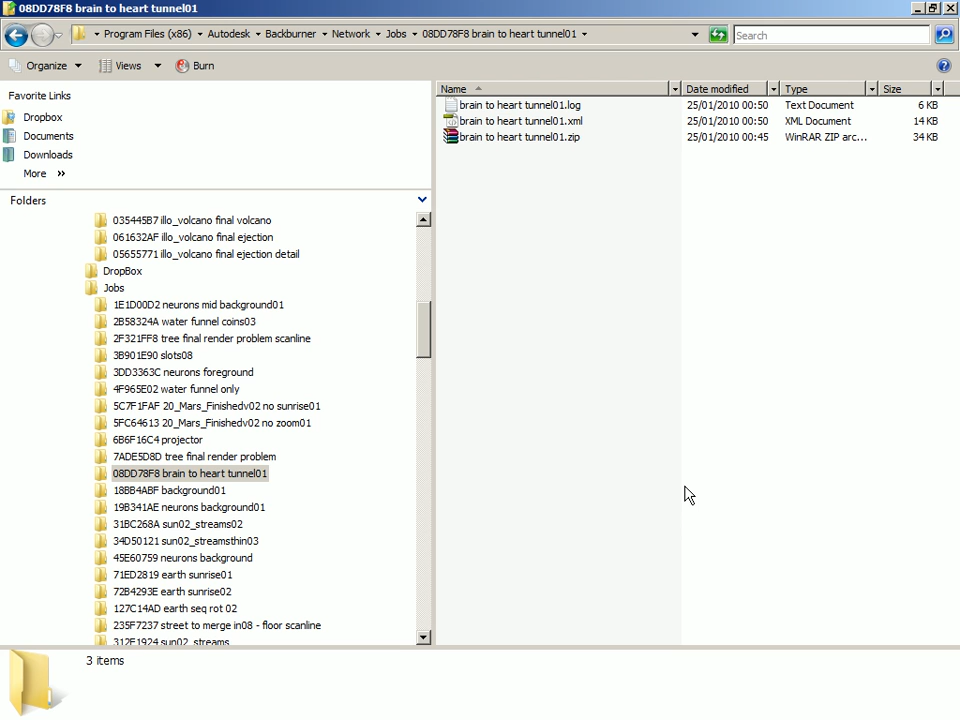 08DD78F8 brain to heart tunnel01
Program Files (x86) Autodesk Backburner Network Jobs 08DD78F8 brain to heart tunnel01
Search
Organize Views Burn
Favorite Links
Dropbox
Documents
Downloads
More »
Folders
035445B7 illo_volcano final volcano
061632AF illo_volcano final ejection
05655771 illo_volcano final ejection detail
DropBox
Jobs
1E1D00D2 neurons mid background01
2B58324A water funnel coins03
2F321FF8 tree final render problem scanline
3B901E90 slots08
3DD3363C neurons foreground
4F965E02 water funnel only
5C7F1FAF 20_Mars_Finishedv02 no sunrise01
5FC64613 20_Mars_Finishedv02 no zoom01
6B6F16C4 projector
7ADE5D8D tree final render problem
08DD78F8 brain to heart tunnel01
18BB4ABF background01
19B341AE neurons background01
31BC268A sun02_streams02
34D50121 sun02_streamsthin03
45E60759 neurons background
71ED2819 earth sunrise01
72B4293E earth sunrise02
127C14AD earth seq rot 02
235F7237 street to merge in08 - floor scanline
312E1924 sun02_streams
Name Date modified Type Size
brain to heart tunnel01.log 25/01/2010 00:50 Text Document 6 KB
brain to heart tunnel01.xml 25/01/2010 00:50 XML Document 14 KB
brain to heart tunnel01.zip 25/01/2010 00:45 WinRAR ZIP arc... 34 KB
3 items